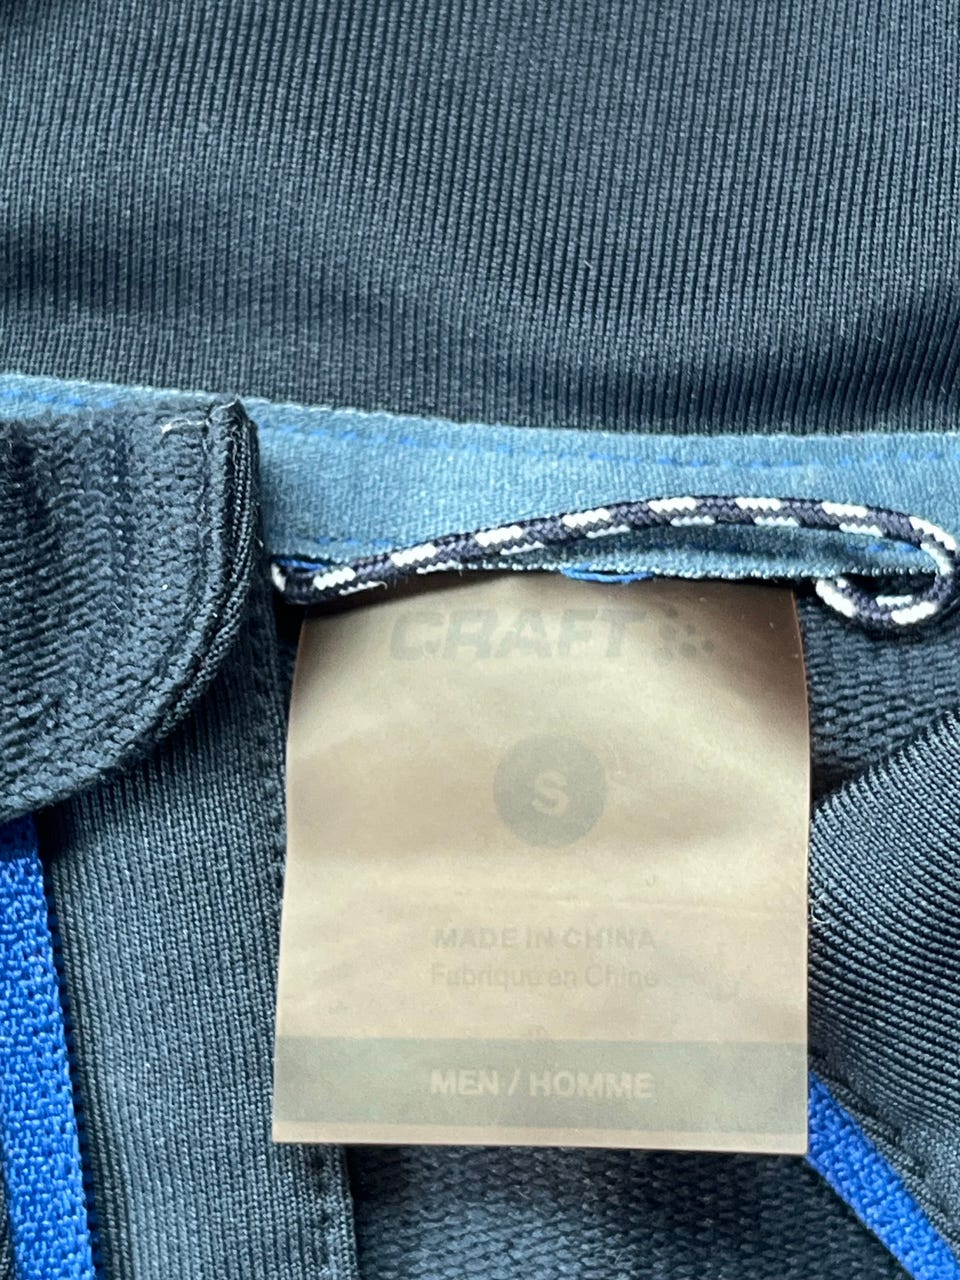 CRAFT
S
MADE IN CHINA
Fabriqué en Chine
MEN / HOMME